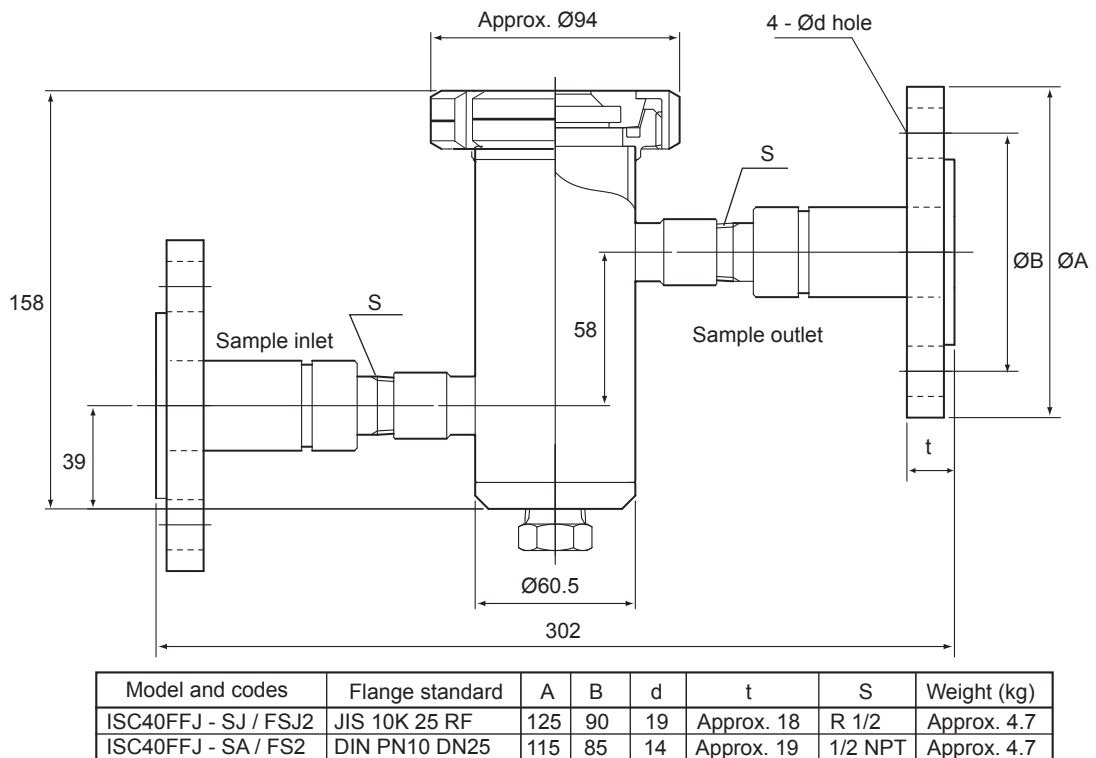 Approx. Ø94
4 - Ød hole
S
158
ØB
ØA
58
S
Sample inlet
Sample outlet
39
t
Ø60.5
302
Model and codes Flange standard A B d t S Weight (kg)
ISC40FFJ - SJ / FSJ2 JIS 10K 25 RF 125 90 19 Approx. 18 R 1/2 Approx. 4.7
ISC40FFJ - SA / FS2 DIN PN10 DN25 115 85 14 Approx. 19 1/2 NPT Approx. 4.7